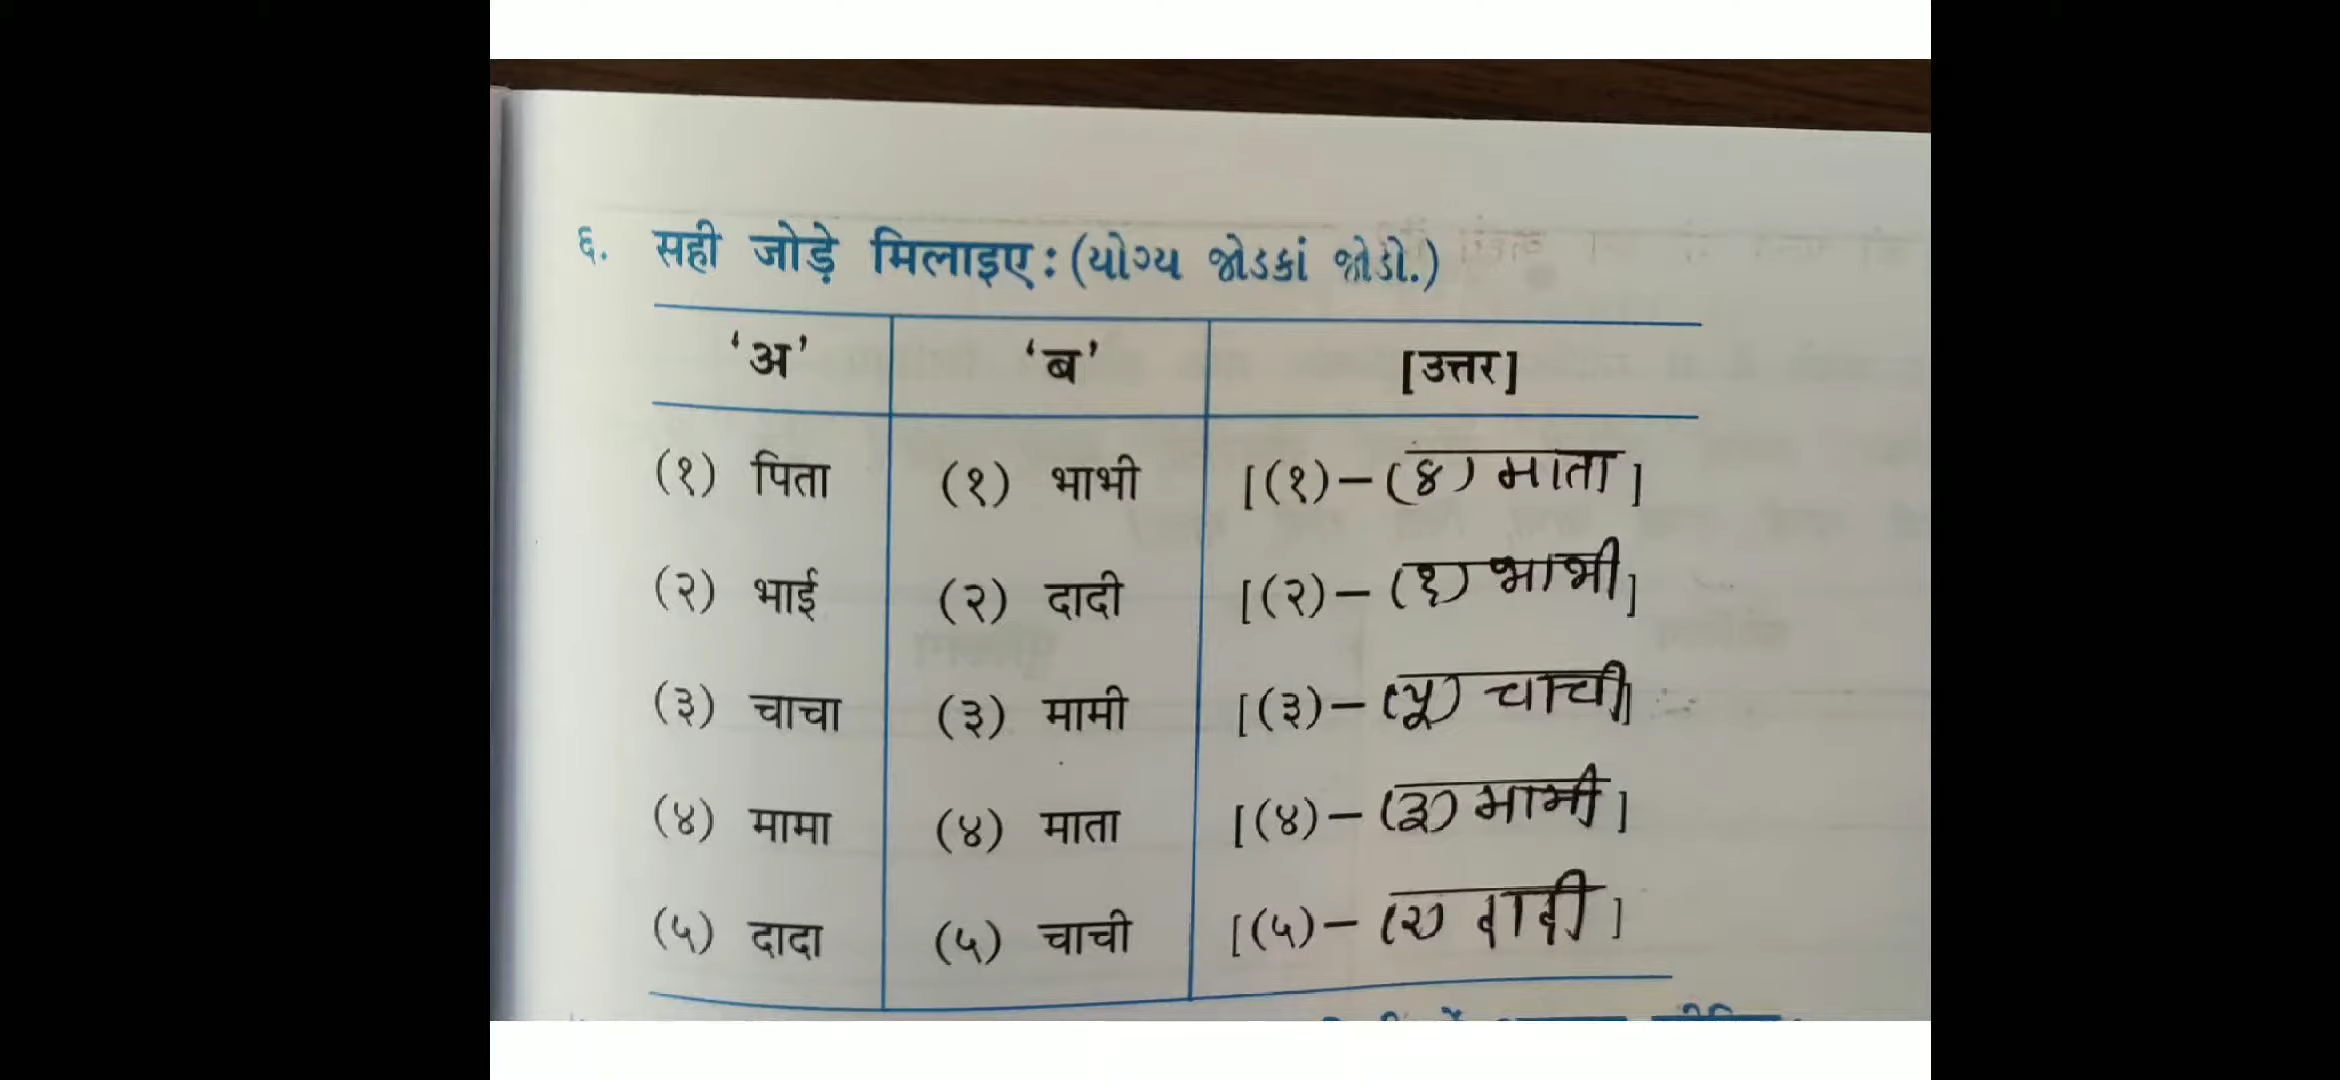 ६. सही जोड़े मिलाइए : (યોગ્ય જોડકાં જોડો.)
‘अ’ ‘ब’ [उत्तर]
(१) पिता (१) भाभी [(१)–(४) माता]
(२) भाई (२) दादी [(२)–(१) भाभी]
(३) चाचा (३) मामी [(३)–(५) चाची]
(४) मामा (४) माता [(४)–(३) मामी]
(५) दादा (५) चाची [(५)–(२) दादी]